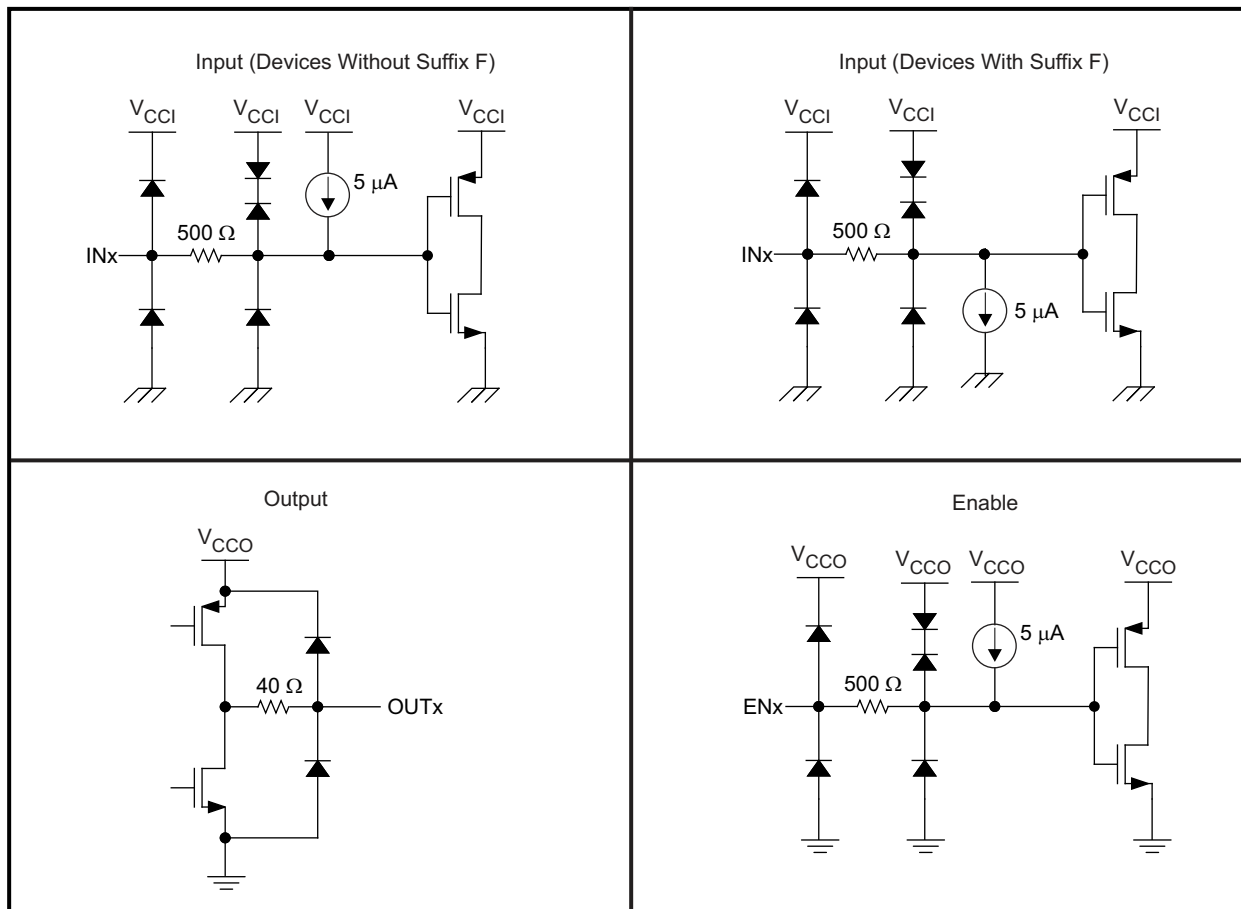 Input (Devices Without Suffix F)
VCCI VCCI VCCI VCCI
5 μA
500 Ω
INx
Input (Devices With Suffix F)
VCCI VCCI VCCI
500 Ω
INx
5 μA
Output
VCCO
40 Ω
OUTx
Enable
VCCO VCCO VCCO VCCO
5 μA
500 Ω
ENx